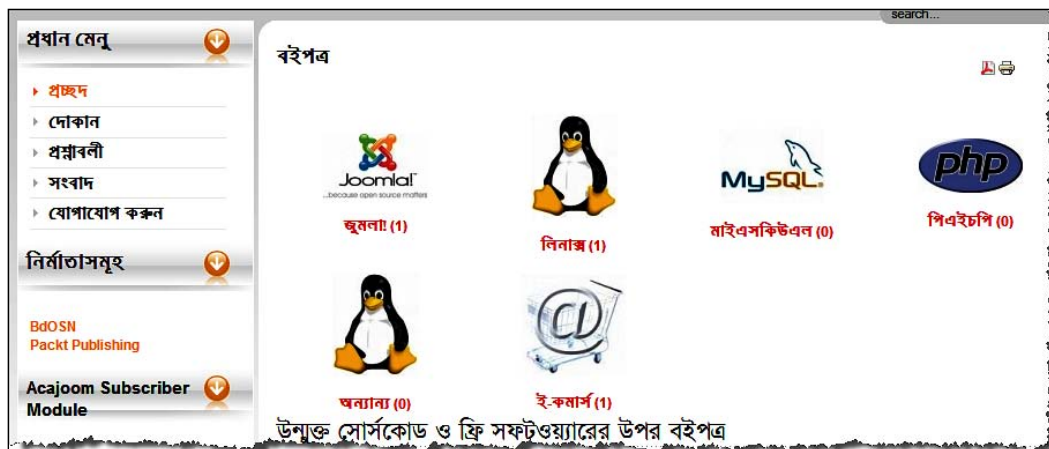 search...
প্রধান মেনু
প্রচ্ছদ
দোকান
প্রশ্নাবলী
সংবাদ
যোগাযোগ করুন
নির্মাতাসমূহ
BdOSN
Packt Publishing
Acajoom Subscriber
Module
বইপত্র
Joomla!
...because open source matters
জুমলা! (1)
লিনাক্স (1)
MySQL.
মাইএসকিউএল (0)
php
পিএইচপি (0)
অন্যান্য (0)
@
ই-কমার্স (1)
উন্মুক্ত সোর্সকোড ও ফ্রি সফটওয়্যারের উপর বইপত্র